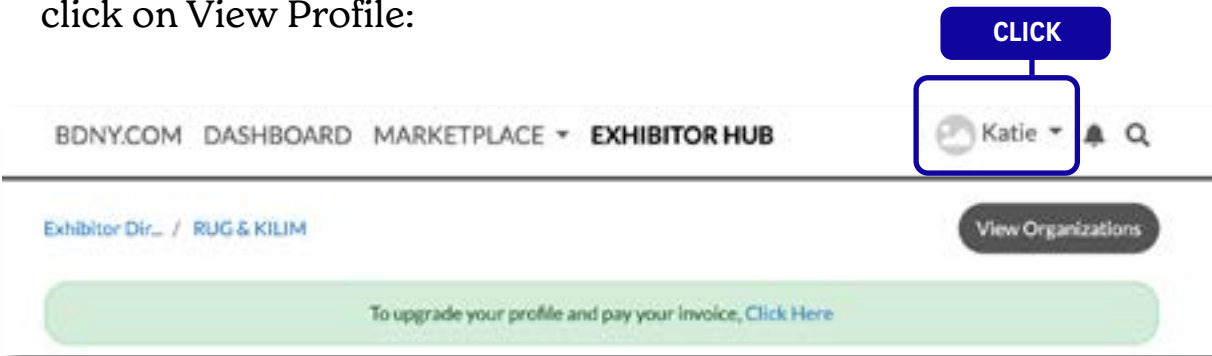 click on View Profile:
CLICK
BDNY.COM DASHBOARD MARKETPLACE EXHIBITOR HUB Katie
Exhibitor Dir... / RUG & KILIM View Organizations
To upgrade your profile and pay your invoice, Click Here